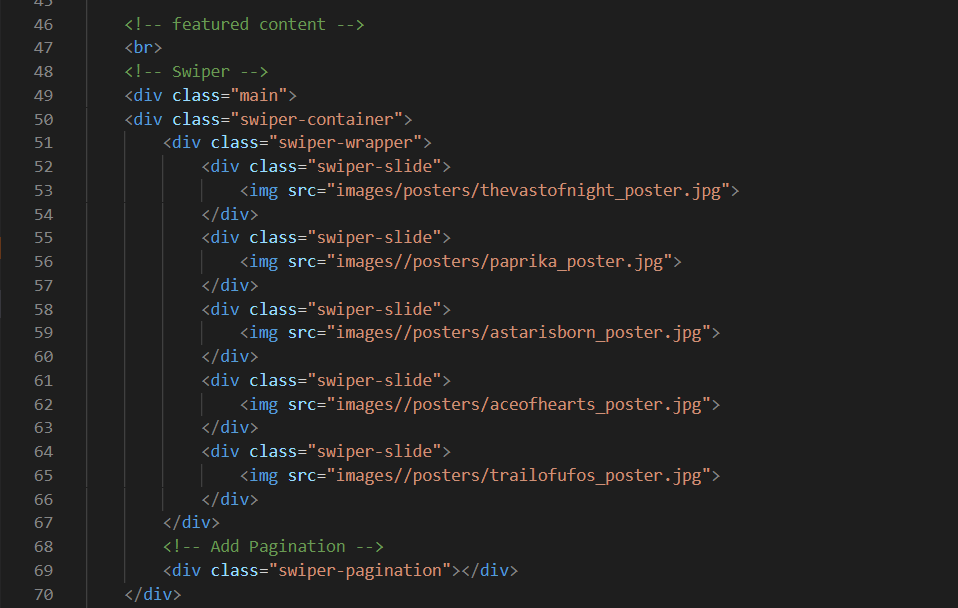 45
46 <!-- featured content -->
47 <br>
48 <!-- Swiper -->
49 <div class="main">
50 <div class="swiper-container">
51 <div class="swiper-wrapper">
52 <div class="swiper-slide">
53 <img src="images/posters/thevastofnight_poster.jpg">
54 </div>
55 <div class="swiper-slide">
56 <img src="images//posters/paprika_poster.jpg">
57 </div>
58 <div class="swiper-slide">
59 <img src="images//posters/astarisborn_poster.jpg">
60 </div>
61 <div class="swiper-slide">
62 <img src="images//posters/aceofhearts_poster.jpg">
63 </div>
64 <div class="swiper-slide">
65 <img src="images//posters/trailofufos_poster.jpg">
66 </div>
67 </div>
68 <!-- Add Pagination -->
69 <div class="swiper-pagination"></div>
70 </div>